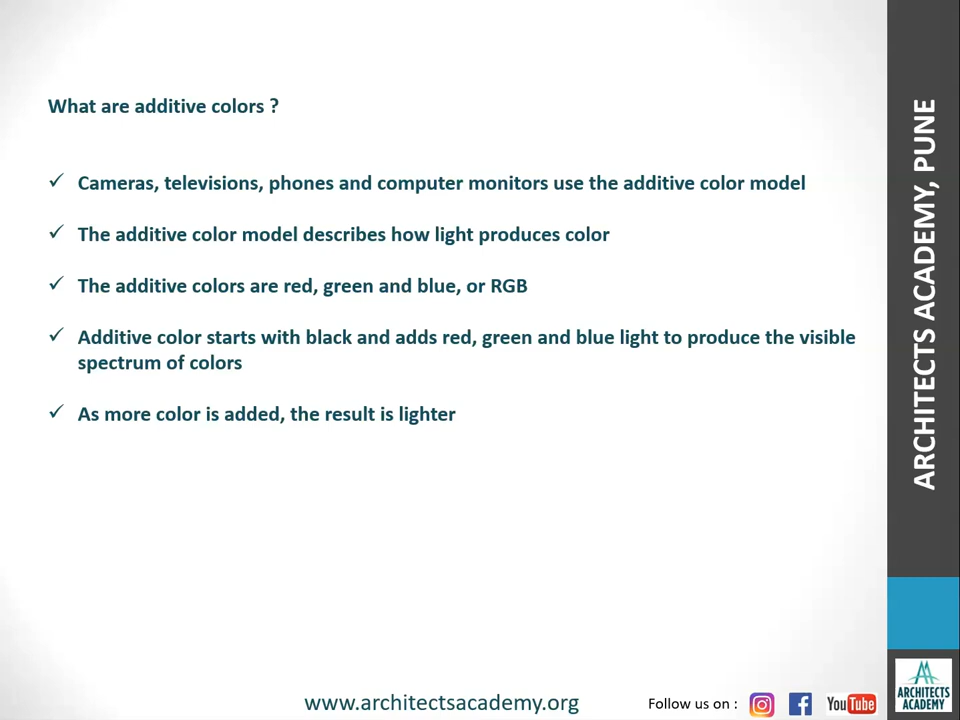 What are additive colors ?
✓ Cameras, televisions, phones and computer monitors use the additive color model
✓ The additive color model describes how light produces color
✓ The additive colors are red, green and blue, or RGB
✓ Additive color starts with black and adds red, green and blue light to produce the visible
spectrum of colors
✓ As more color is added, the result is lighter
ARCHITECTS ACADEMY, PUNE
www.architectsacademy.org
Follow us on :
YouTube
ARCHITECTS
ACADEMY